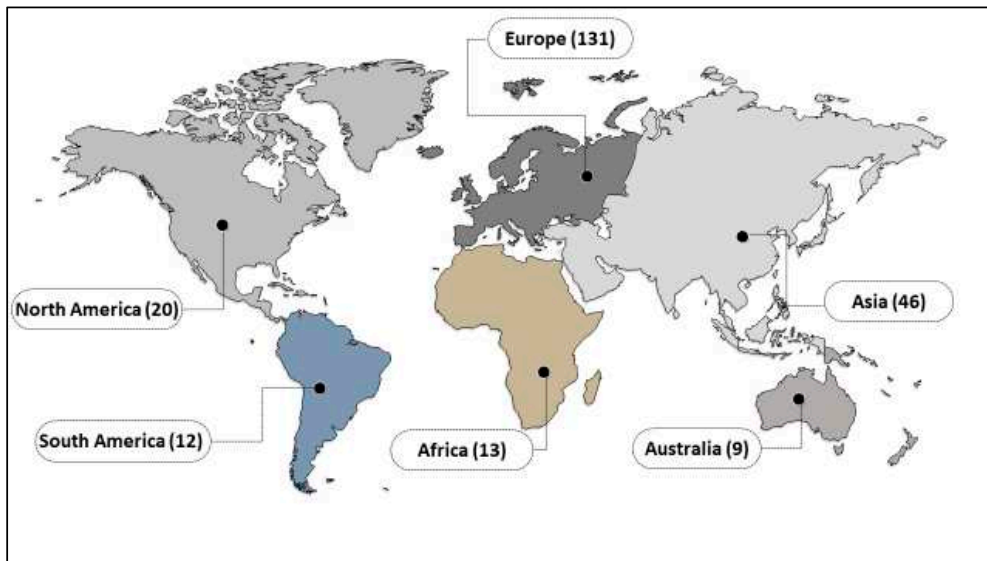 Europe (131)
North America (20)
Asia (46)
South America (12)
Africa (13)
Australia (9)